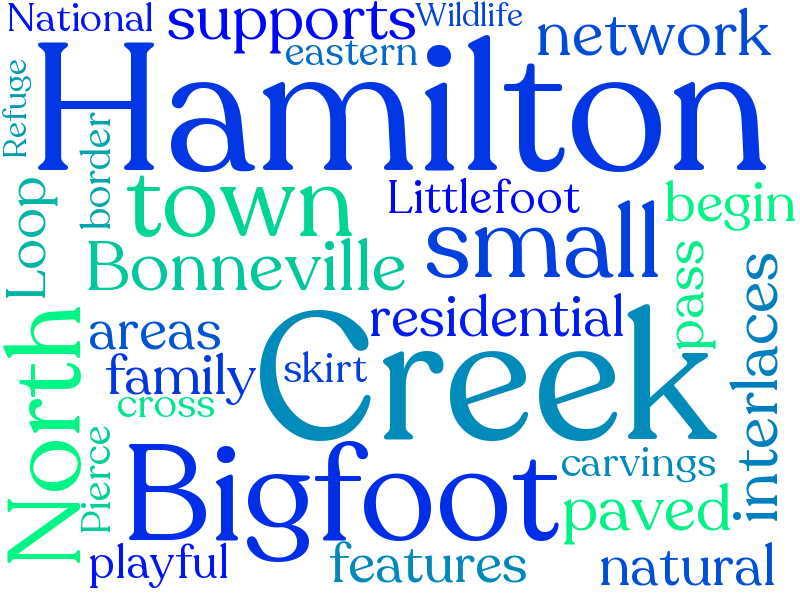 National
supports
Wildlife
network
eastern
Hamilton
Refuge
border
town
Littlefoot
begin
Loop
small
Bonneville
pass
interlaces
residential
areas
North
Creek
family
skirt
cross
Pierce
Bigfoot
carvings
paved
playful
features
natural